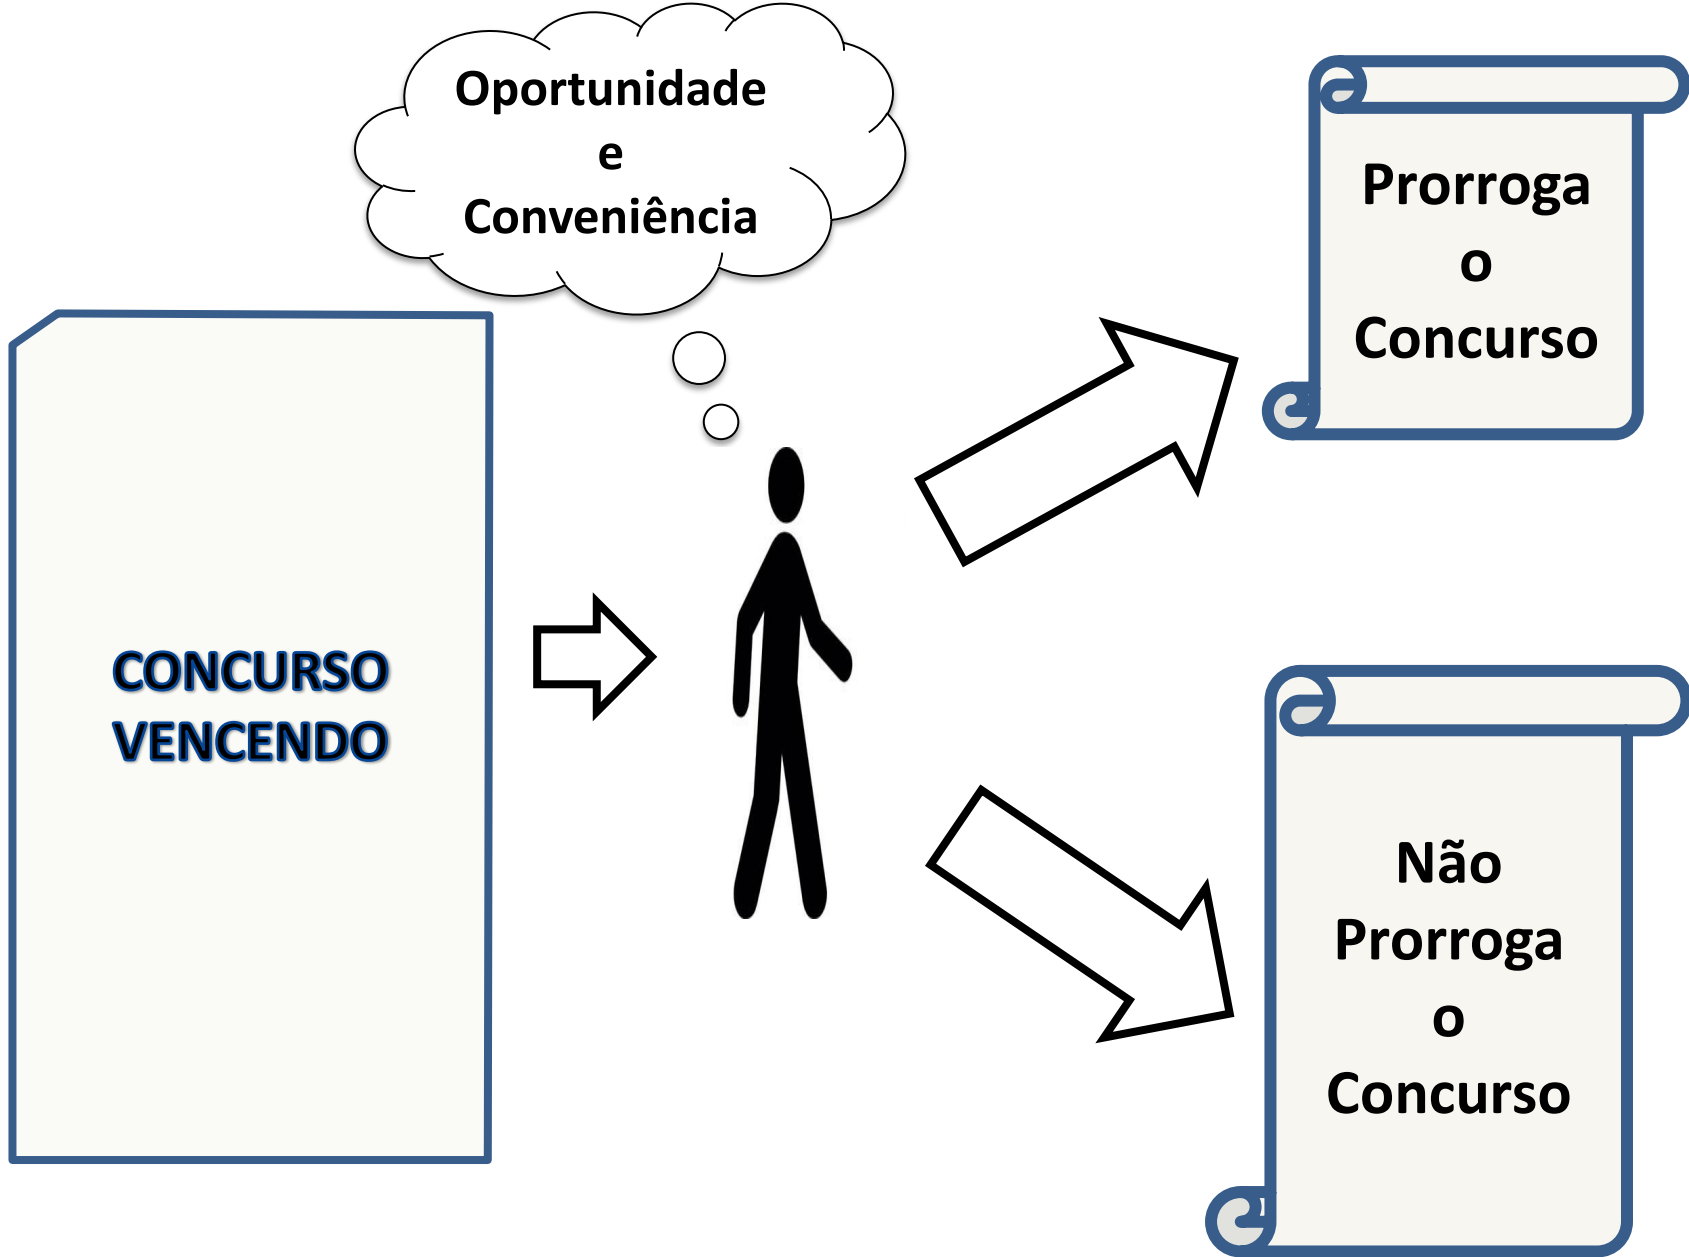 Oportunidade
e
Conveniência
CONCURSO
VENCENDO
Prorroga
o
Concurso
Não
Prorroga
o
Concurso